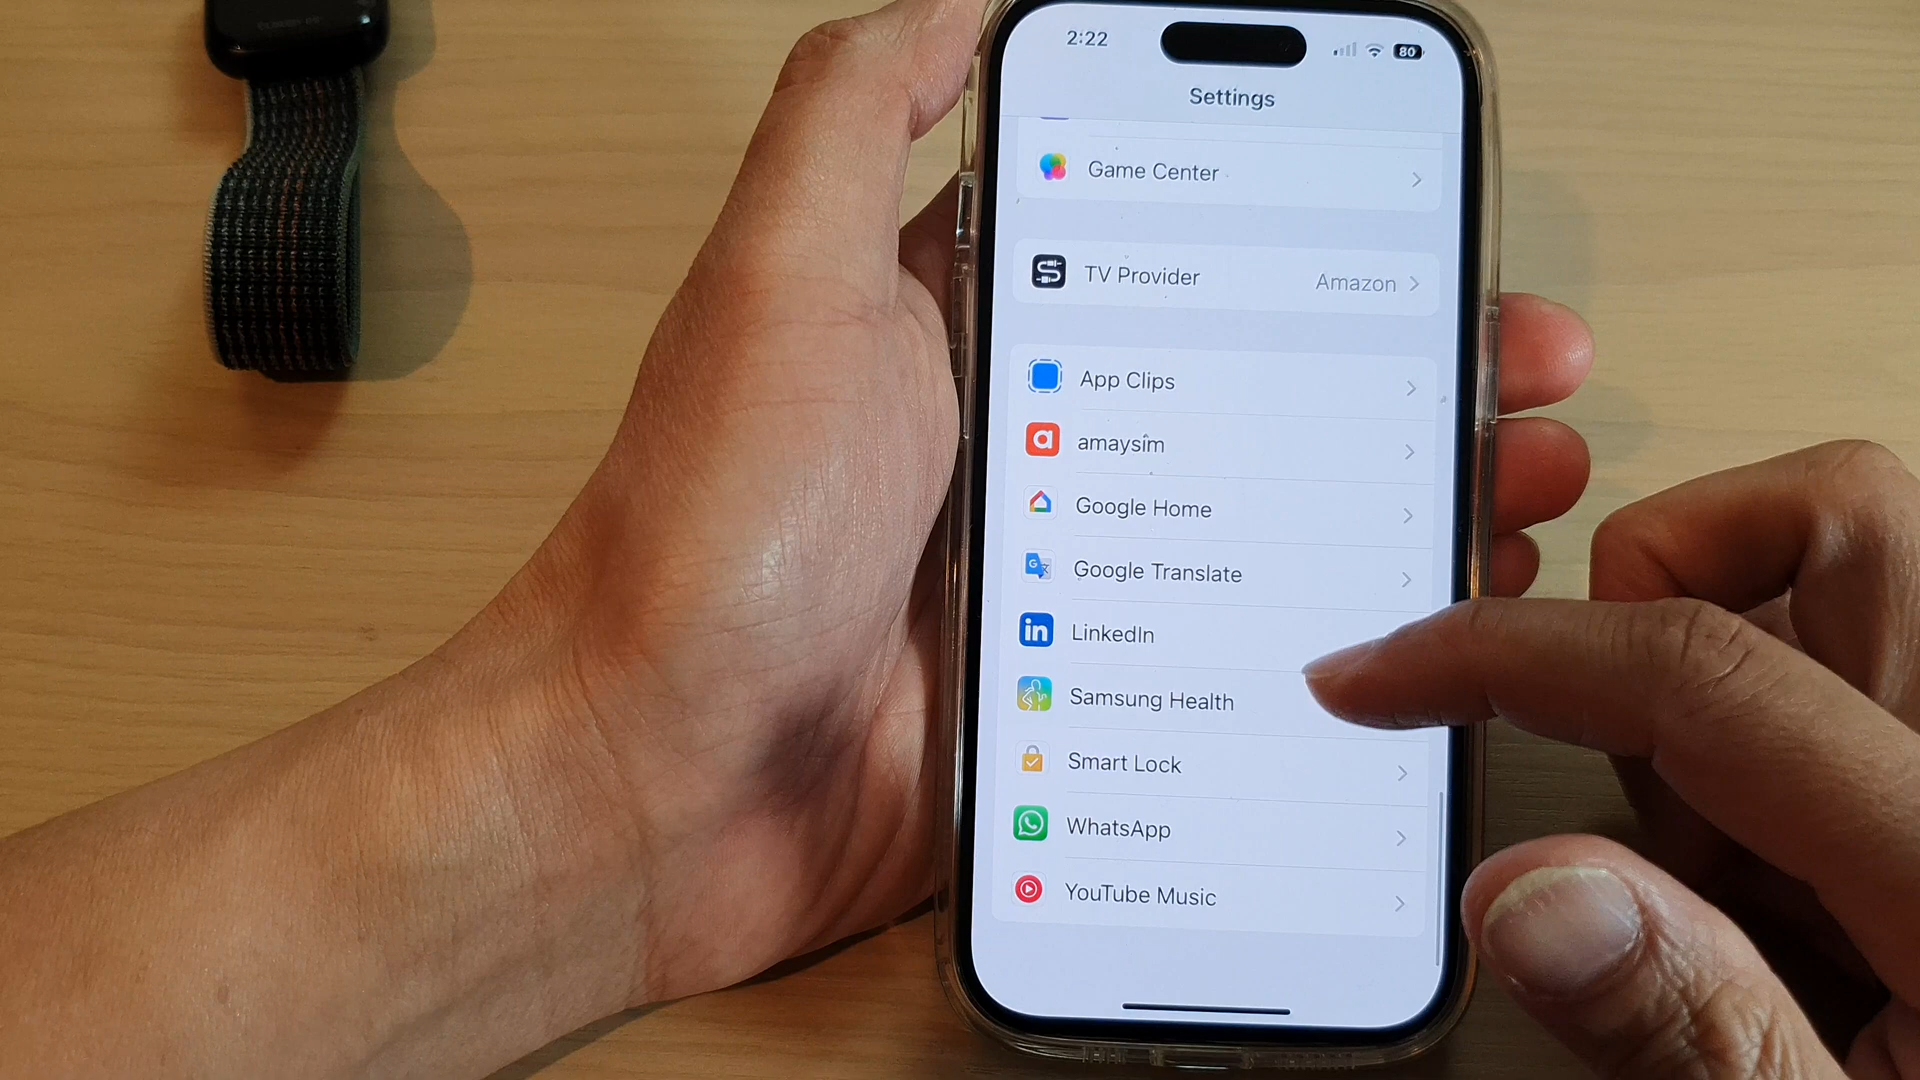 2:22
80
Settings
Game Center
TV Provider Amazon
App Clips
amaysim
Google Home
Google Translate
LinkedIn
Samsung Health
Smart Lock
WhatsApp
YouTube Music